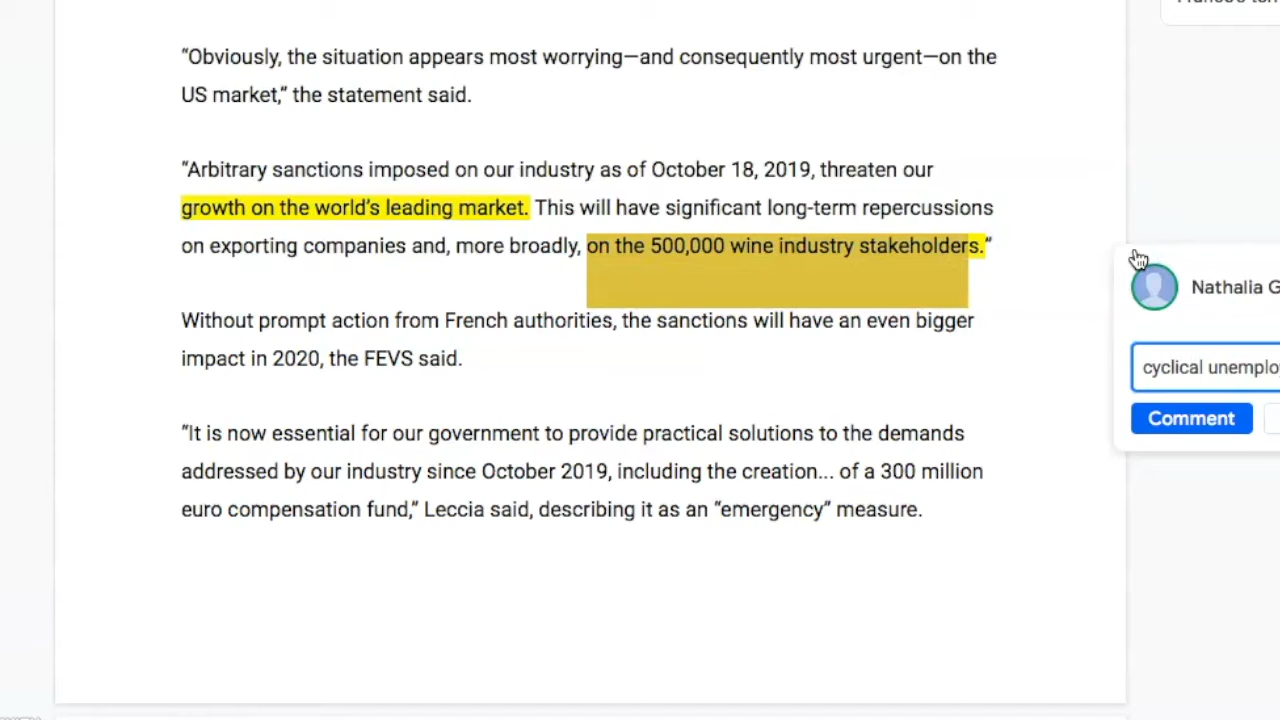 “Obviously, the situation appears most worrying—and consequently most urgent—on the
US market,” the statement said.
“Arbitrary sanctions imposed on our industry as of October 18, 2019, threaten our
growth on the world’s leading market. This will have significant long-term repercussions
on exporting companies and, more broadly, on the 500,000 wine industry stakeholders.”
Nathalia G
Without prompt action from French authorities, the sanctions will have an even bigger
impact in 2020, the FEVS said.
cyclical unemplo
Comment
“It is now essential for our government to provide practical solutions to the demands
addressed by our industry since October 2019, including the creation... of a 300 million
euro compensation fund,” Leccia said, describing it as an “emergency” measure.